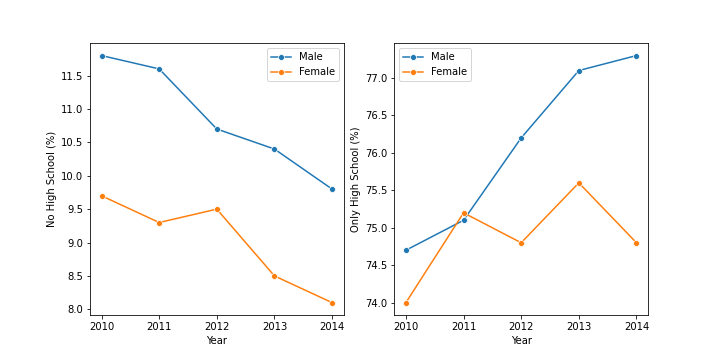 Male
Female
11.5
11.0
10.5
10.0
9.5
9.0
8.5
8.0
No High School (%)
2010 2011 2012 2013 2014
Year
Male
Female
77.0
76.5
76.0
75.5
75.0
74.5
74.0
Only High School (%)
2010 2011 2012 2013 2014
Year